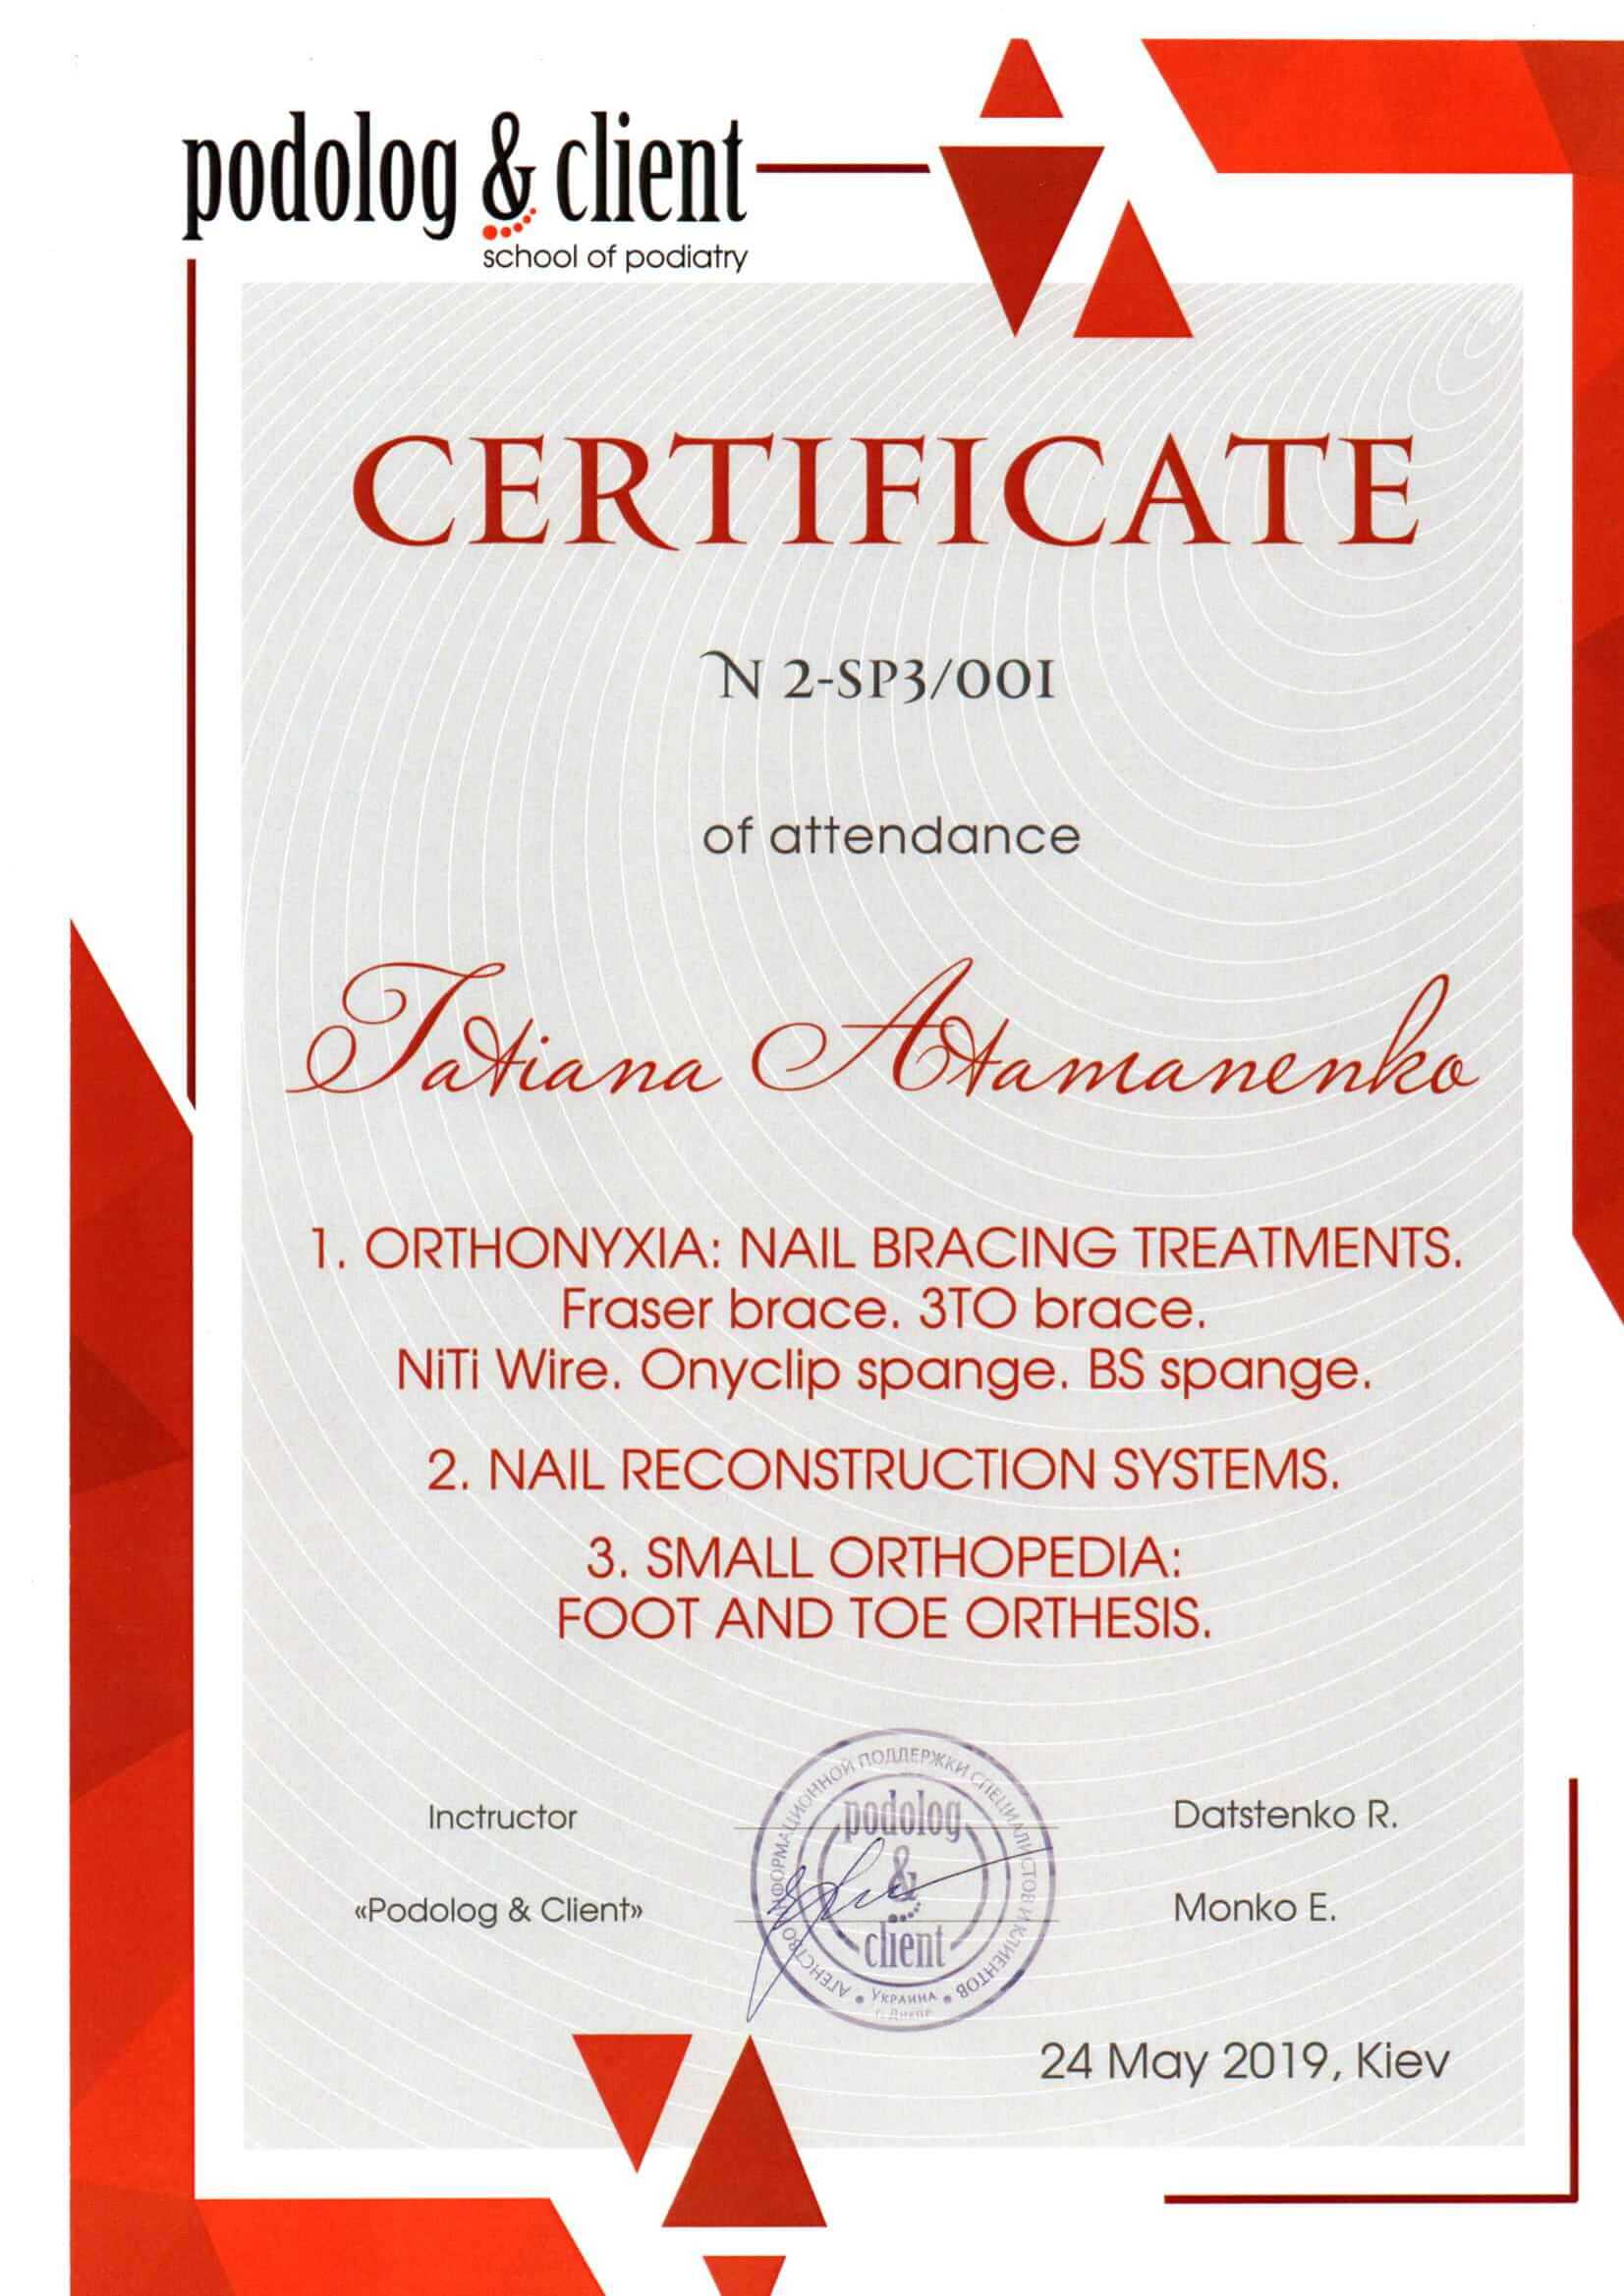 podolog & client
school of podiatry
CERTIFICATE
N 2-SP3/001
of attendance
Tatiana Atamanenko
1. ORTHONYXIA: NAIL BRACING TREATMENTS.
Fraser brace. 3TO brace.
NiTi Wire. Onyclip spange. BS spange.
2. NAIL RECONSTRUCTION SYSTEMS.
3. SMALL ORTHOPEDIA:
FOOT AND TOE ORTHESIS.
Inctructor
Datstenko R.
«Podolog & Client»
Monko E.
АГЕНСТВО ИНФОРМАЦИОННОЙ ПОДДЕРЖКИ СПЕЦИАЛИСТОВ И КЛИЕНТОВ
podolog
&
client
• УКРАИНА •
г. Днепр
24 May 2019, Kiev